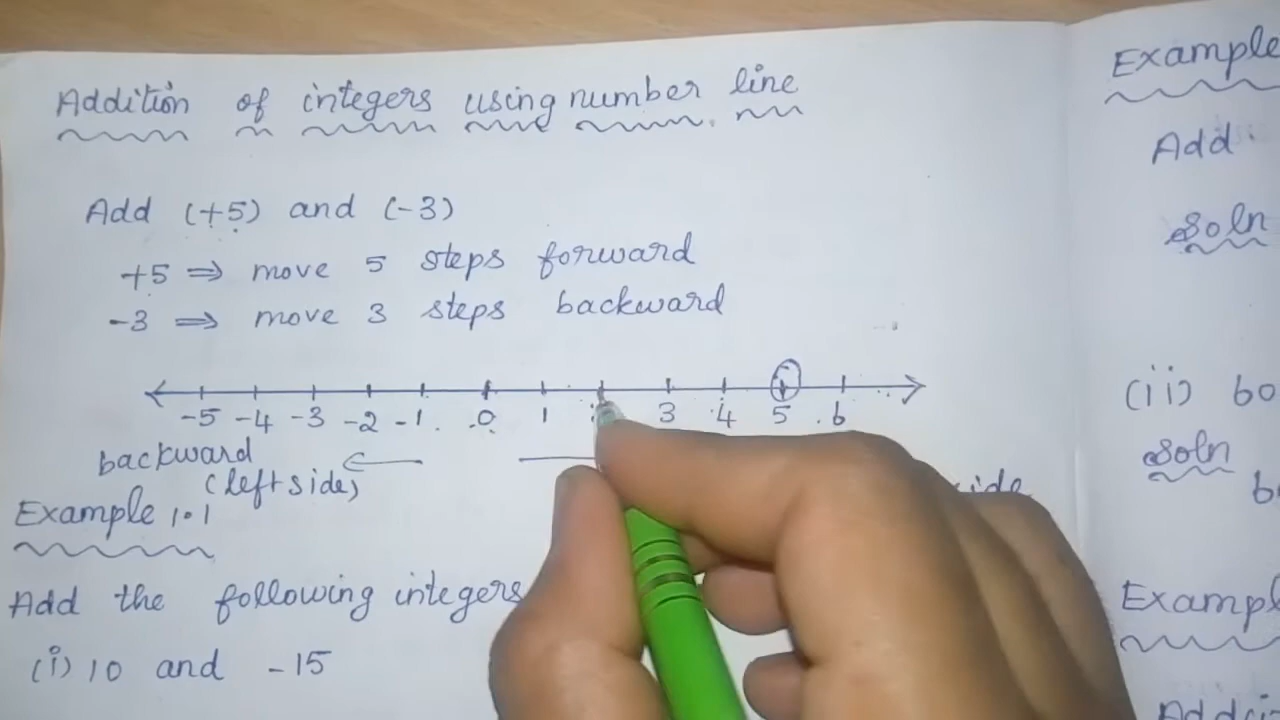 Addition of integers using number line
Add (+5) and (-3)
+5 ⇒ move 5 steps forward
-3 ⇒ move 3 steps backward
-5 -4 -3 -2 -1 0 1 3 4 5 6
backward
(left side)
Example 1.1
Add the following integers
(i) 10 and -15
Example
Add
Soln
(ii) 60
Soln